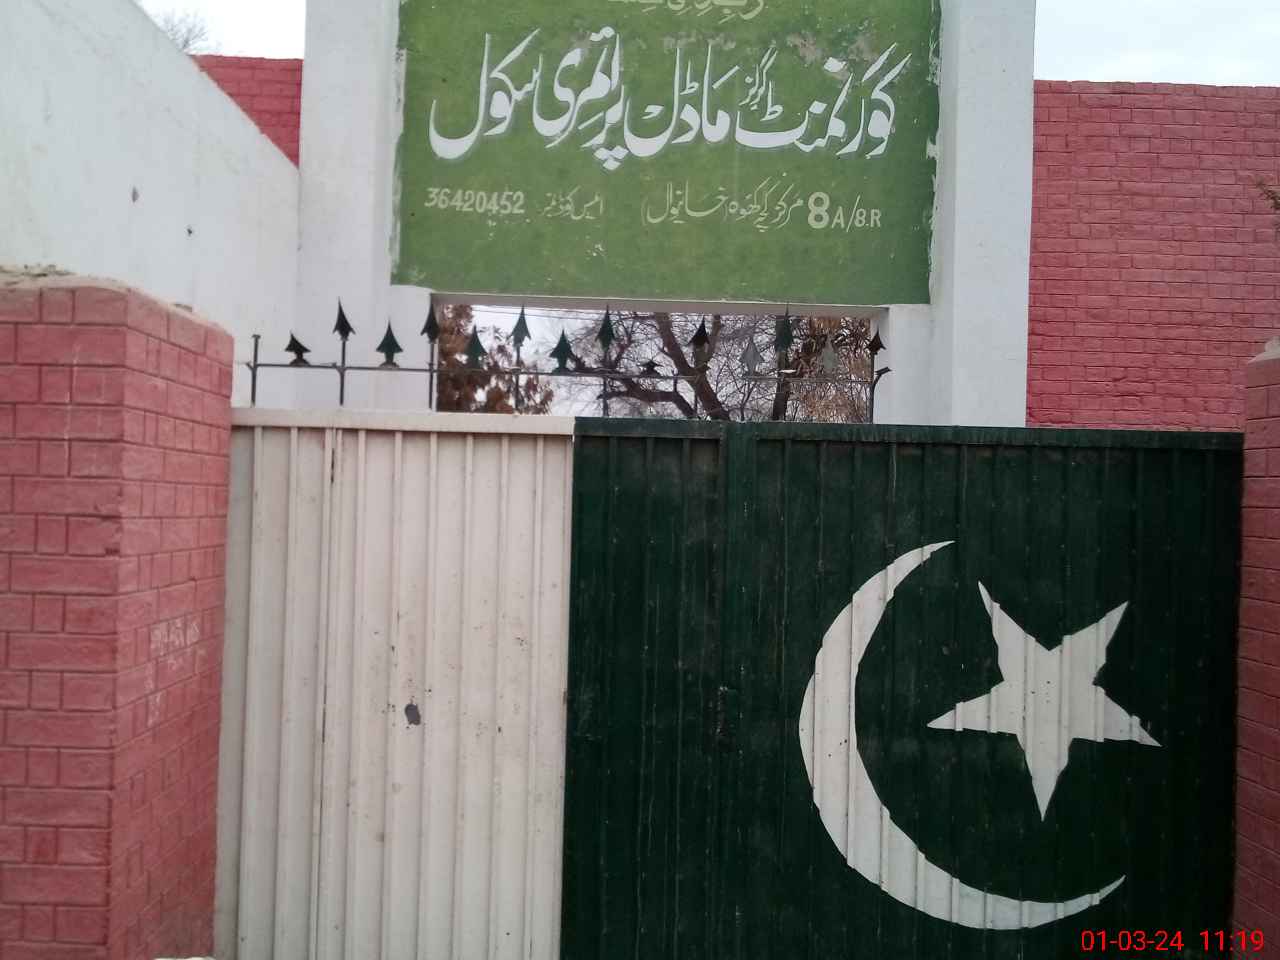 گورنمنٹ گرلز ماڈل پرائمری سکول
8A/8.R مرکز کچا کھوہ (خانیوال) ایمس کوڈ نمبر 36420452
01-03-24 11:19